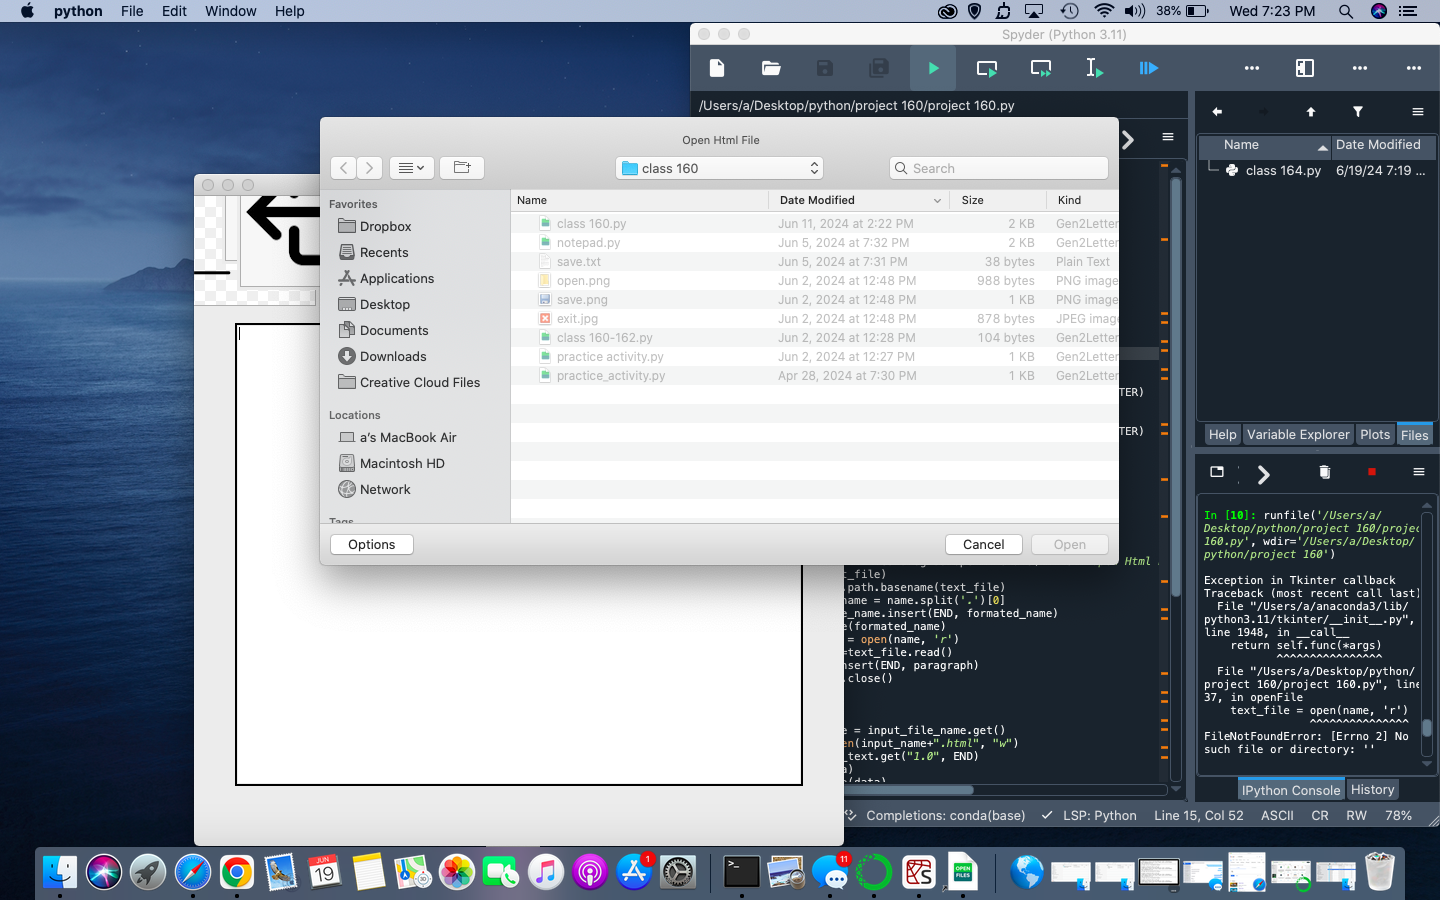 python File Edit Window Help
38% Wed 7:23 PM
Spyder (Python 3.11)
/Users/a/Desktop/python/project 160/project 160.py
Open Html File
class 160
Search
Favorites
Dropbox
Recents
Applications
Desktop
Documents
Downloads
Creative Cloud Files
Locations
a's MacBook Air
Macintosh HD
Network
Tags
Name Date Modified Size Kind
class 160.py Jun 11, 2024 at 2:22 PM 2 KB Gen2Letter
notepad.py Jun 5, 2024 at 7:32 PM 2 KB Gen2Letter
save.txt Jun 5, 2024 at 7:31 PM 38 bytes Plain Text
open.png Jun 2, 2024 at 12:48 PM 988 bytes PNG image
save.png Jun 2, 2024 at 12:48 PM 1 KB PNG image
exit.jpg Jun 2, 2024 at 12:48 PM 878 bytes JPEG imag
class 160-162.py Jun 2, 2024 at 12:28 PM 104 bytes Gen2Letter
practice activity.py Jun 2, 2024 at 12:27 PM 1 KB Gen2Letter
practice_activity.py Apr 28, 2024 at 7:30 PM 1 KB Gen2Letter
Options Cancel Open
TER)
TER)
Html
t_file)
.path.basename(text_file)
name = name.split('.')[0]
e_name.insert(END, formated_name)
e(formated_name)
= open(name, 'r')
=text_file.read()
nsert(END, paragraph)
.close()
e = input_file_name.get()
en(input_name+".html", "w")
_text.get("1.0", END)
a)
e(data)
Name Date Modified
class 164.py 6/19/24 7:19 ...
Help Variable Explorer Plots Files
In [10]: runfile('/Users/a/
Desktop/python/project 160/projec
160.py', wdir='/Users/a/Desktop/
python/project 160')
Exception in Tkinter callback
Traceback (most recent call last)
File "/Users/a/anaconda3/lib/
python3.11/tkinter/__init__.py",
line 1948, in __call__
return self.func(*args)
^^^^^^^^^^^^^^^^
File "/Users/a/Desktop/python/
project 160/project 160.py", line
37, in openFile
text_file = open(name, 'r')
^^^^^^^^^^^^^^^
FileNotFoundError: [Errno 2] No
such file or directory: ''
IPython Console History
Completions: conda(base) LSP: Python Line 15, Col 52 ASCII CR RW 78%
JUN
19
1
11
OPEN
FILES